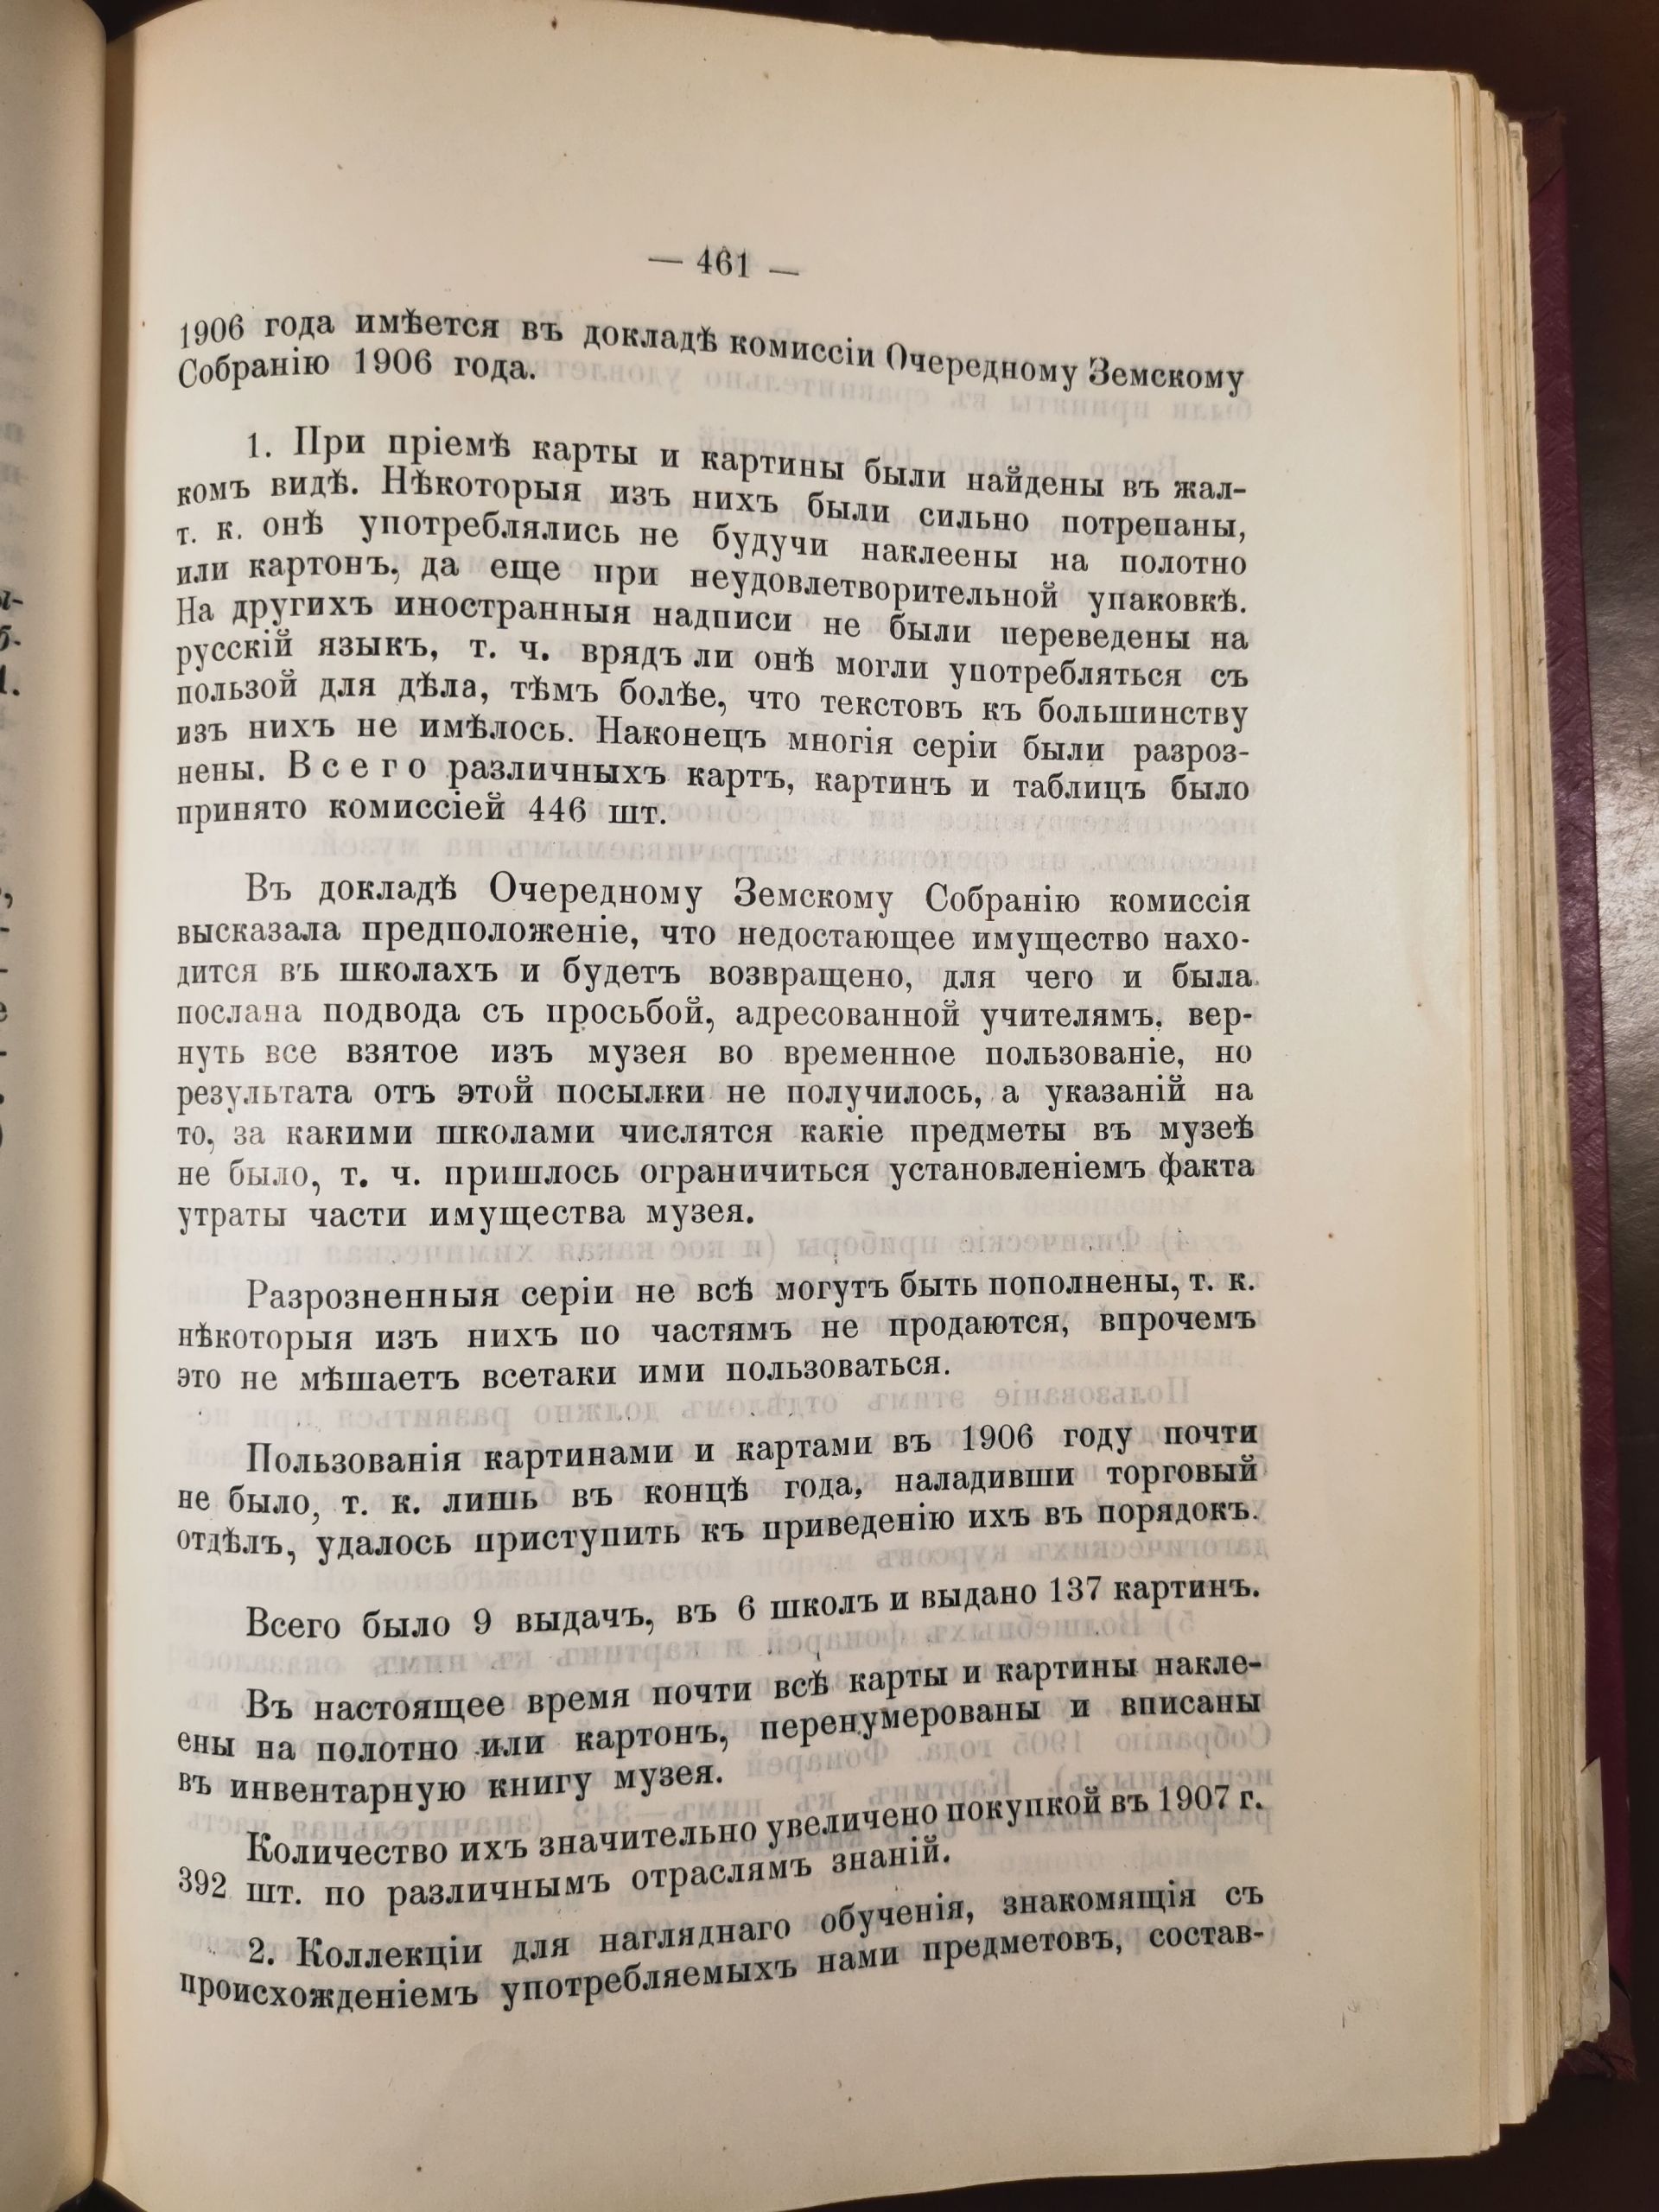 — 461 —
1906 года имѣется въ докладѣ комиссіи Очередному Земскому
Собранію 1906 года.
1. При пріемѣ карты и картины были найдены въ жал-
комъ видѣ. Нѣкоторыя изъ нихъ были сильно потрепаны,
т. к. онѣ употреблялись не будучи наклеены на полотно
или картонъ, да еще при неудовлетворительной упаковкѣ.
На другихъ иностранныя надписи не были переведены на
русскій языкъ, т. ч. врядъ ли онѣ могли употребляться съ
пользой для дѣла, тѣмъ болѣе, что текстовъ къ большинству
изъ нихъ не имѣлось. Наконецъ многія серіи были разроз-
нены. Всего различныхъ картъ, картинъ и таблицъ было
принято комиссіей 446 шт.
Въ докладѣ Очередному Земскому Собранію комиссія
высказала предположеніе, что недостающее имущество нахо-
дится въ школахъ и будетъ возвращено, для чего и была
послана подвода съ просьбой, адресованной учителямъ, вер-
нуть все взятое изъ музея во временное пользованіе, но
результата отъ этой посылки не получилось, а указаній на
то, за какими школами числятся какіе предметы въ музеѣ
не было, т. ч. пришлось ограничиться установленіемъ факта
утраты части имущества музея.
Разрозненныя серіи не всѣ могутъ быть пополнены, т. к.
нѣкоторыя изъ нихъ по частямъ не продаются, впрочемъ
это не мѣшаетъ всетаки ими пользоваться.
Пользованія картинами и картами въ 1906 году почти
не было, т. к. лишь въ концѣ года, наладивши торговый
отдѣлъ, удалось приступить къ приведенію ихъ въ порядокъ.
Всего было 9 выдачъ, въ 6 школъ и выдано 137 картинъ.
Въ настоящее время почти всѣ карты и картины накле-
ены на полотно или картонъ, перенумерованы и вписаны
въ инвентарную книгу музея.
Количество ихъ значительно увеличено покупкой въ 1907 г.
392 шт. по различнымъ отраслямъ знаній.
2. Коллекціи для нагляднаго обученія, знакомящія съ
происхожденіемъ употребляемыхъ нами предметовъ, состав-